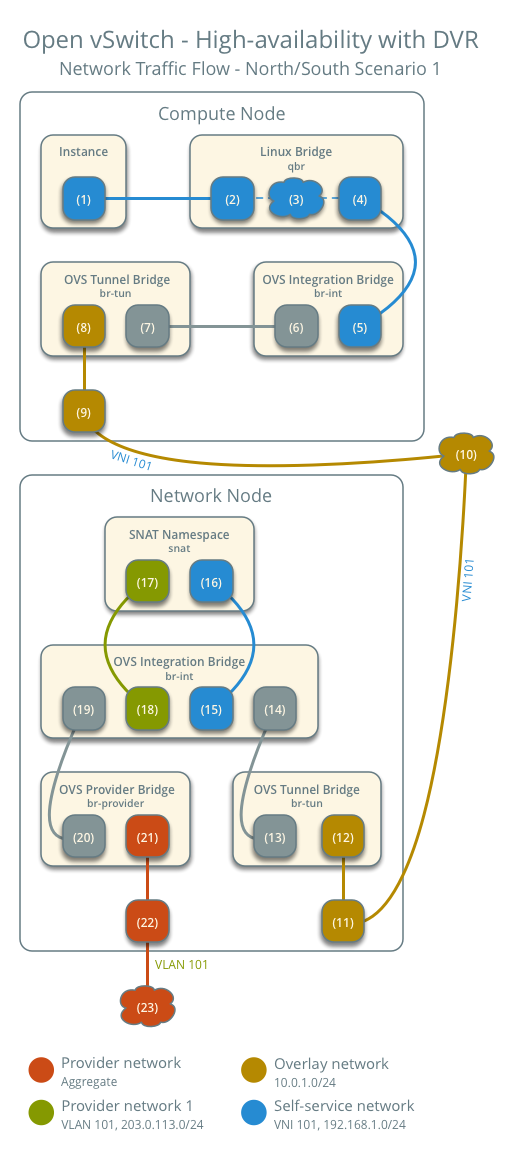 Open vSwitch - High-availability with DVR
Network Traffic Flow - North/South Scenario 1
Compute Node
Instance
(1)
Linux Bridge
qbr
(2)
(3)
(4)
OVS Tunnel Bridge
br-tun
(8)
(7)
OVS Integration Bridge
br-int
(6)
(5)
(9)
VNI 101
(10)
Network Node
SNAT Namespace
snat
(17)
(16)
VNI 101
OVS Integration Bridge
br-int
(19)
(18)
(15)
(14)
OVS Provider Bridge
br-provider
(20)
(21)
OVS Tunnel Bridge
br-tun
(13)
(12)
(22)
(11)
VLAN 101
(23)
Provider network
Aggregate
Overlay network
10.0.1.0/24
Provider network 1
VLAN 101, 203.0.113.0/24
Self-service network
VNI 101, 192.168.1.0/24